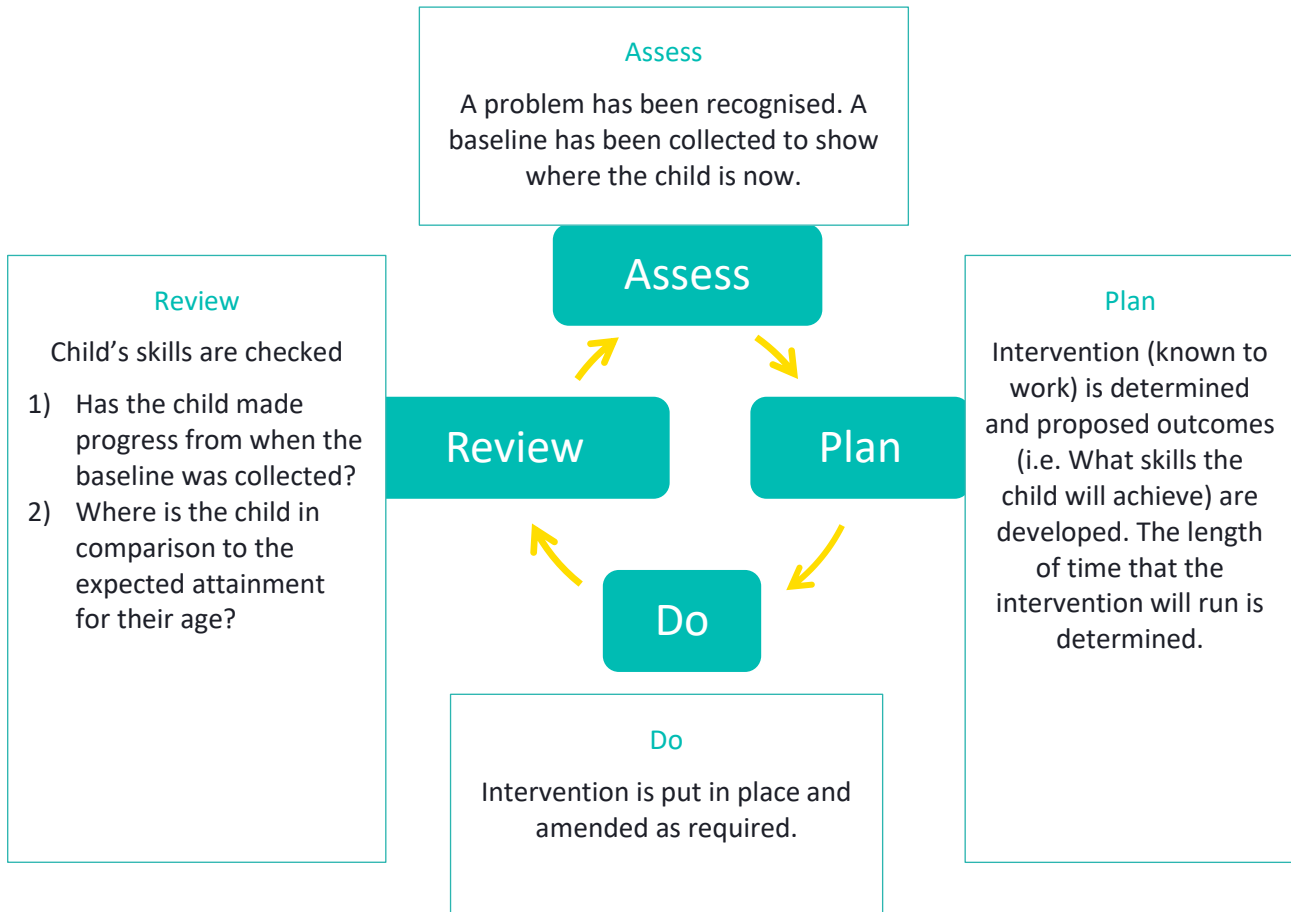 Assess
A problem has been recognised. A
baseline has been collected to show
where the child is now.
Assess
Review
Child’s skills are checked
1) Has the child made
progress from when the
baseline was collected?
2) Where is the child in
comparison to the
expected attainment
for their age?
Review
Plan
Plan
Intervention (known to
work) is determined
and proposed outcomes
(i.e. What skills the
child will achieve) are
developed. The length
of time that the
intervention will run is
determined.
Do
Do
Intervention is put in place and
amended as required.